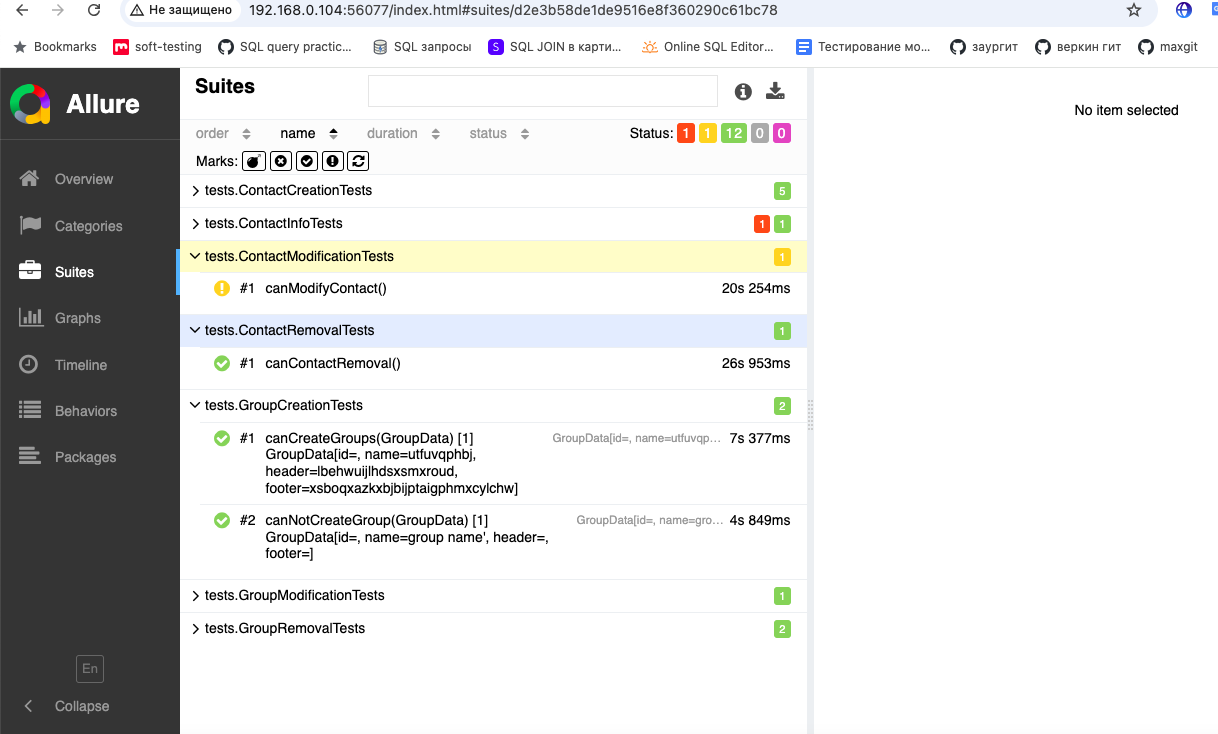 Не защищено 192.168.0.104:56077/index.html#suites/d2e3b58de1de9516e8f360290c61bc78
Bookmarks soft-testing SQL query practic... SQL запросы SQL JOIN в карти... Online SQL Editor... Тестирование мо... заургит веркин гит maxgit
Allure
Overview
Categories
Suites
Graphs
Timeline
Behaviors
Packages
En
Collapse
Suites
order name duration status Status: 1 1 12 0 0
Marks:
tests.ContactCreationTests 5
tests.ContactInfoTests 1 1
tests.ContactModificationTests 1
#1 canModifyContact() 20s 254ms
tests.ContactRemovalTests 1
#1 canContactRemoval() 26s 953ms
tests.GroupCreationTests 2
#1 canCreateGroups(GroupData) [1] GroupData[id=, name=utfuvqp... 7s 377ms
GroupData[id=, name=utfuvqphbj,
header=lbehwuijlhdsxsmxroud,
footer=xsboqxazkxbjbijptaigphmxcylchw]
#2 canNotCreateGroup(GroupData) [1] GroupData[id=, name=gro... 4s 849ms
GroupData[id=, name=group name', header=,
footer=]
tests.GroupModificationTests 1
tests.GroupRemovalTests 2
No item selected